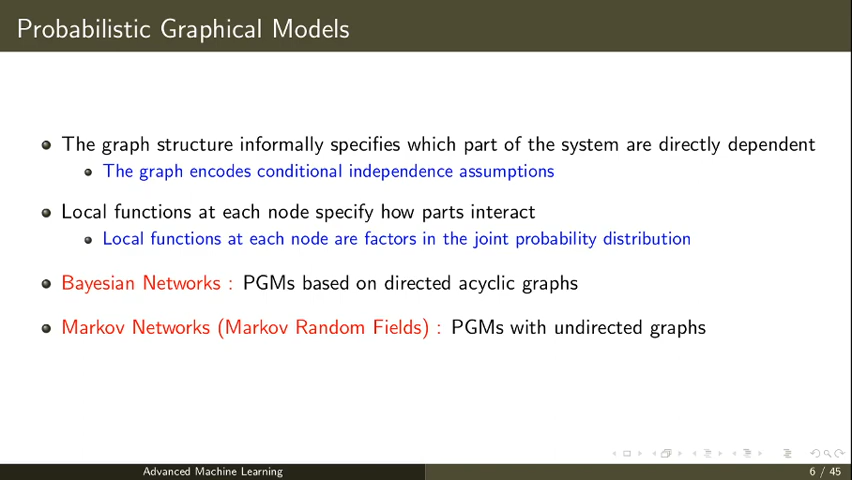 Probabilistic Graphical Models
The graph structure informally specifies which part of the system are directly dependent
The graph encodes conditional independence assumptions
Local functions at each node specify how parts interact
Local functions at each node are factors in the joint probability distribution
Bayesian Networks : PGMs based on directed acyclic graphs
Markov Networks (Markov Random Fields) : PGMs with undirected graphs
Advanced Machine Learning
6 / 45